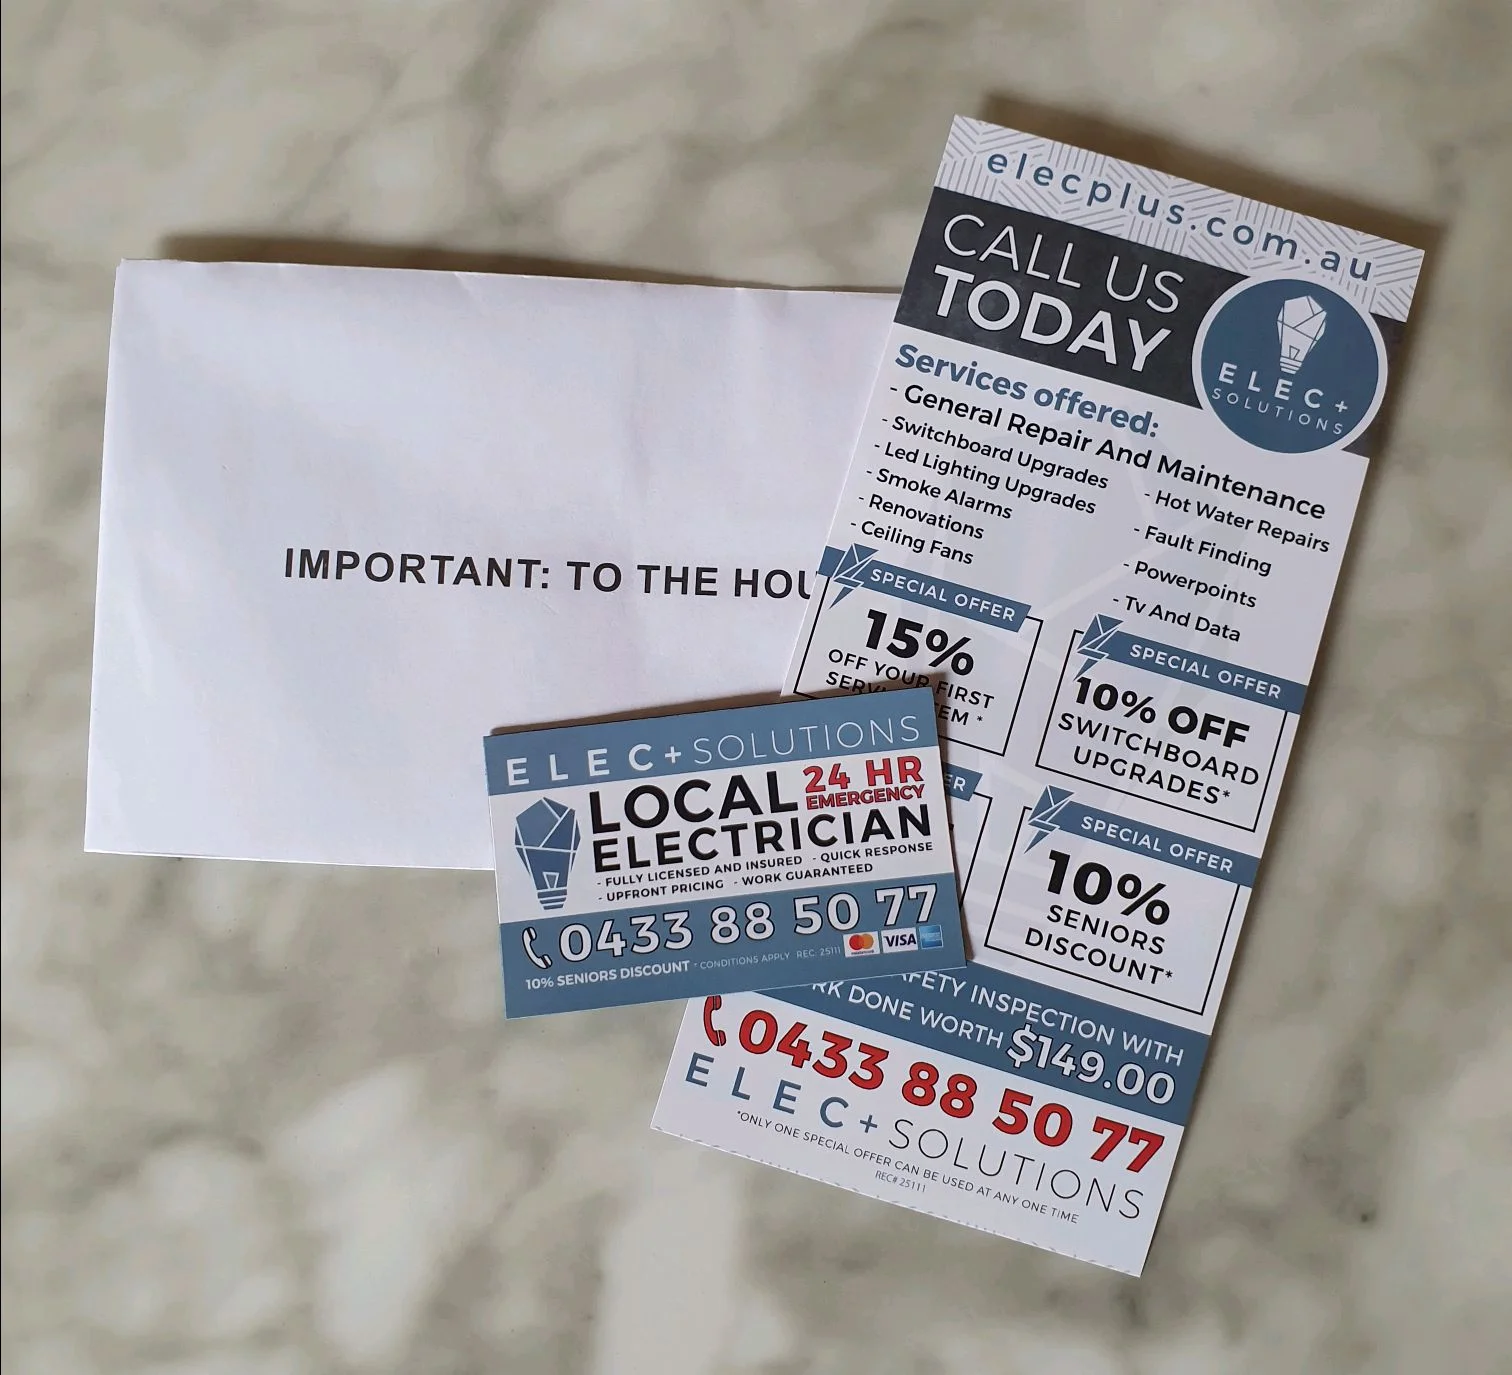 IMPORTANT: TO THE
elecplus.com.au
CALL US
TODAY
ELEC+
SOLUTIONS
Services offered:
- General Repair And Maintenance
- Switchboard Upgrades
- Led Lighting Upgrades
- Smoke Alarms
- Renovations
- Ceiling Fans
- Hot Water Repairs
- Fault Finding
- Powerpoints
- Tv And Data
SPECIAL OFFER
15%
OFF YOUR FIRST
*
SPECIAL OFFER
10% OFF
SWITCHBOARD
UPGRADES*
SPECIAL OFFER
10%
SENIORS
DISCOUNT*
INSPECTION WITH
DONE WORTH $149.00
0433 88 50 77
ELEC+SOLUTIONS
*ONLY ONE SPECIAL OFFER CAN BE USED AT ANY ONE TIME
REC# 25111
ELEC+SOLUTIONS
LOCAL 24 HR
EMERGENCY
ELECTRICIAN
- FULLY LICENSED AND INSURED - QUICK RESPONSE
- UPFRONT PRICING - WORK GUARANTEED
0433 88 50 77
10% SENIORS DISCOUNT * CONDITIONS APPLY REC: 25111
VISA